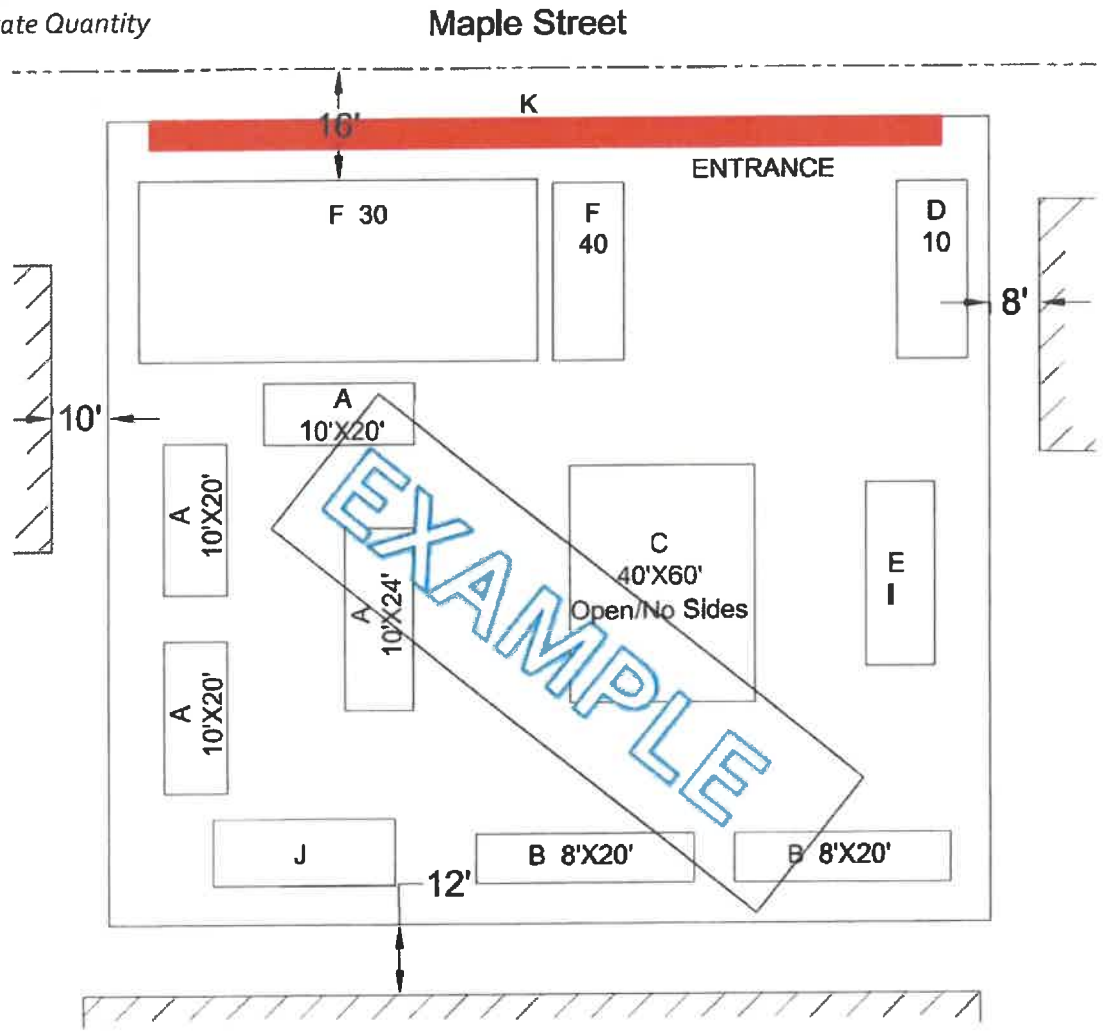 ate Quantity
Maple Street
K
16'
ENTRANCE
F 30
F
40
D
10
8'
10'
A
10'X20'
A
10'X20'
A
10'X24'
C
40'X60'
Open/No Sides
E
I
A
10'X20'
EXAMPLE
J
B 8'X20'
B 8'X20'
12'